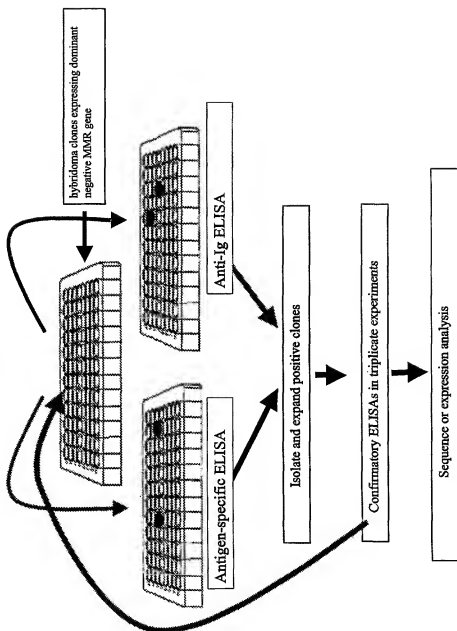 hybridoma clones expressing dominant
negative MMR gene
Antigen-specific ELISA
Anti-Ig ELISA
Isolate and expand positive clones
Confirmatory ELISAs in triplicate experiments
Sequence or expression analysis